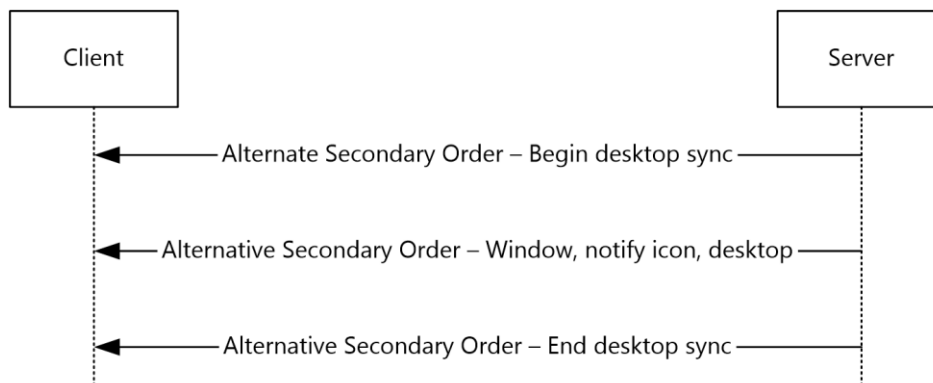 Client
Server
Alternate Secondary Order – Begin desktop sync
Alternative Secondary Order – Window, notify icon, desktop
Alternative Secondary Order – End desktop sync